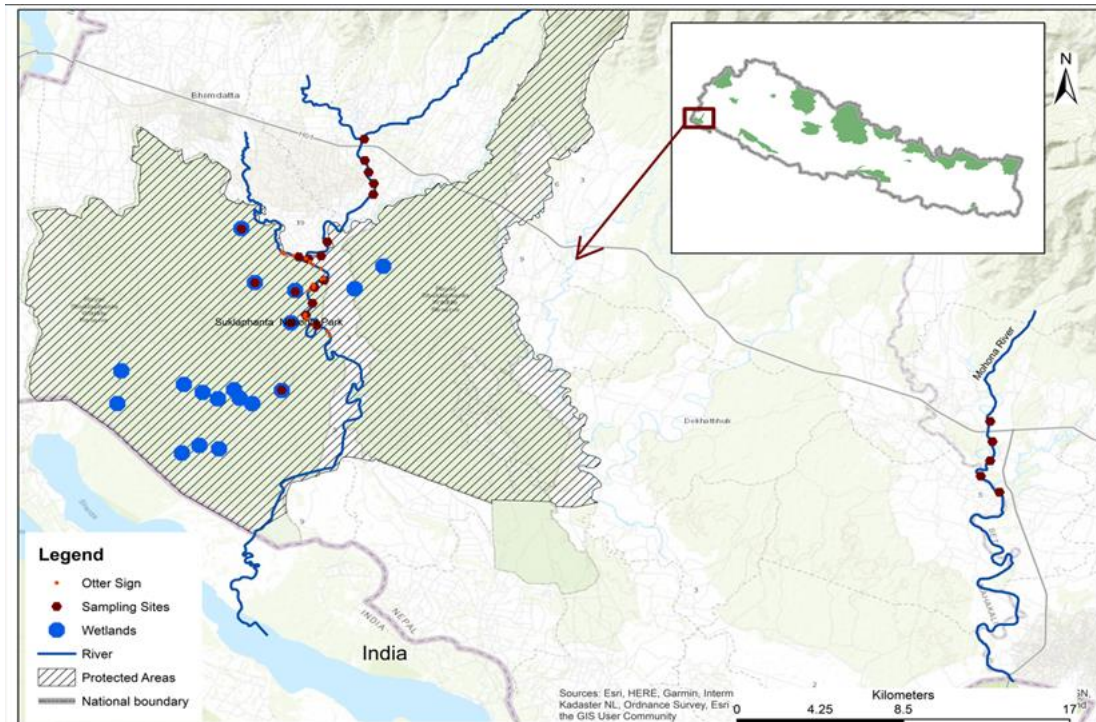 N
Bhimdatta
Suklaphanta National Park
Mohona River
Dekhathhuli
NEPAL
INDIA
India
Legend
Otter Sign
Sampling Sites
Wetlands
River
Protected Areas
National boundary
Sources: Esri, HERE, Garmin, Interm
Kadaster NL, Ordnance Survey, Esri
the GIS User Community
Kilometers
0 4.25 8.5 17